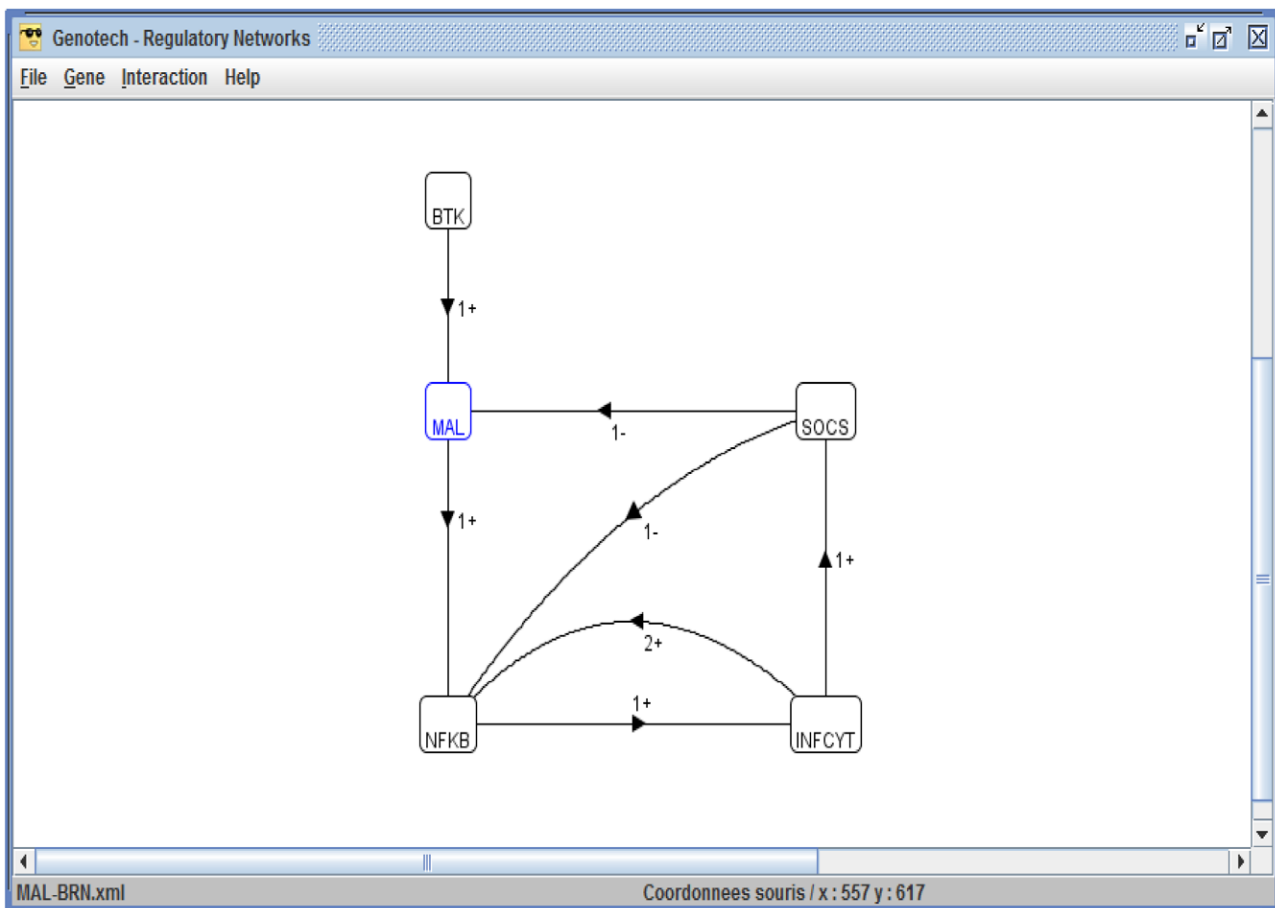 Genotech - Regulatory Networks
File Gene Interaction Help
BTK
1+
MAL
SOCS
1-
1+
1-
1+
2+
1+
NFKB
INFCYT
MAL-BRN.xml
Coordonnees souris / x : 557 y : 617